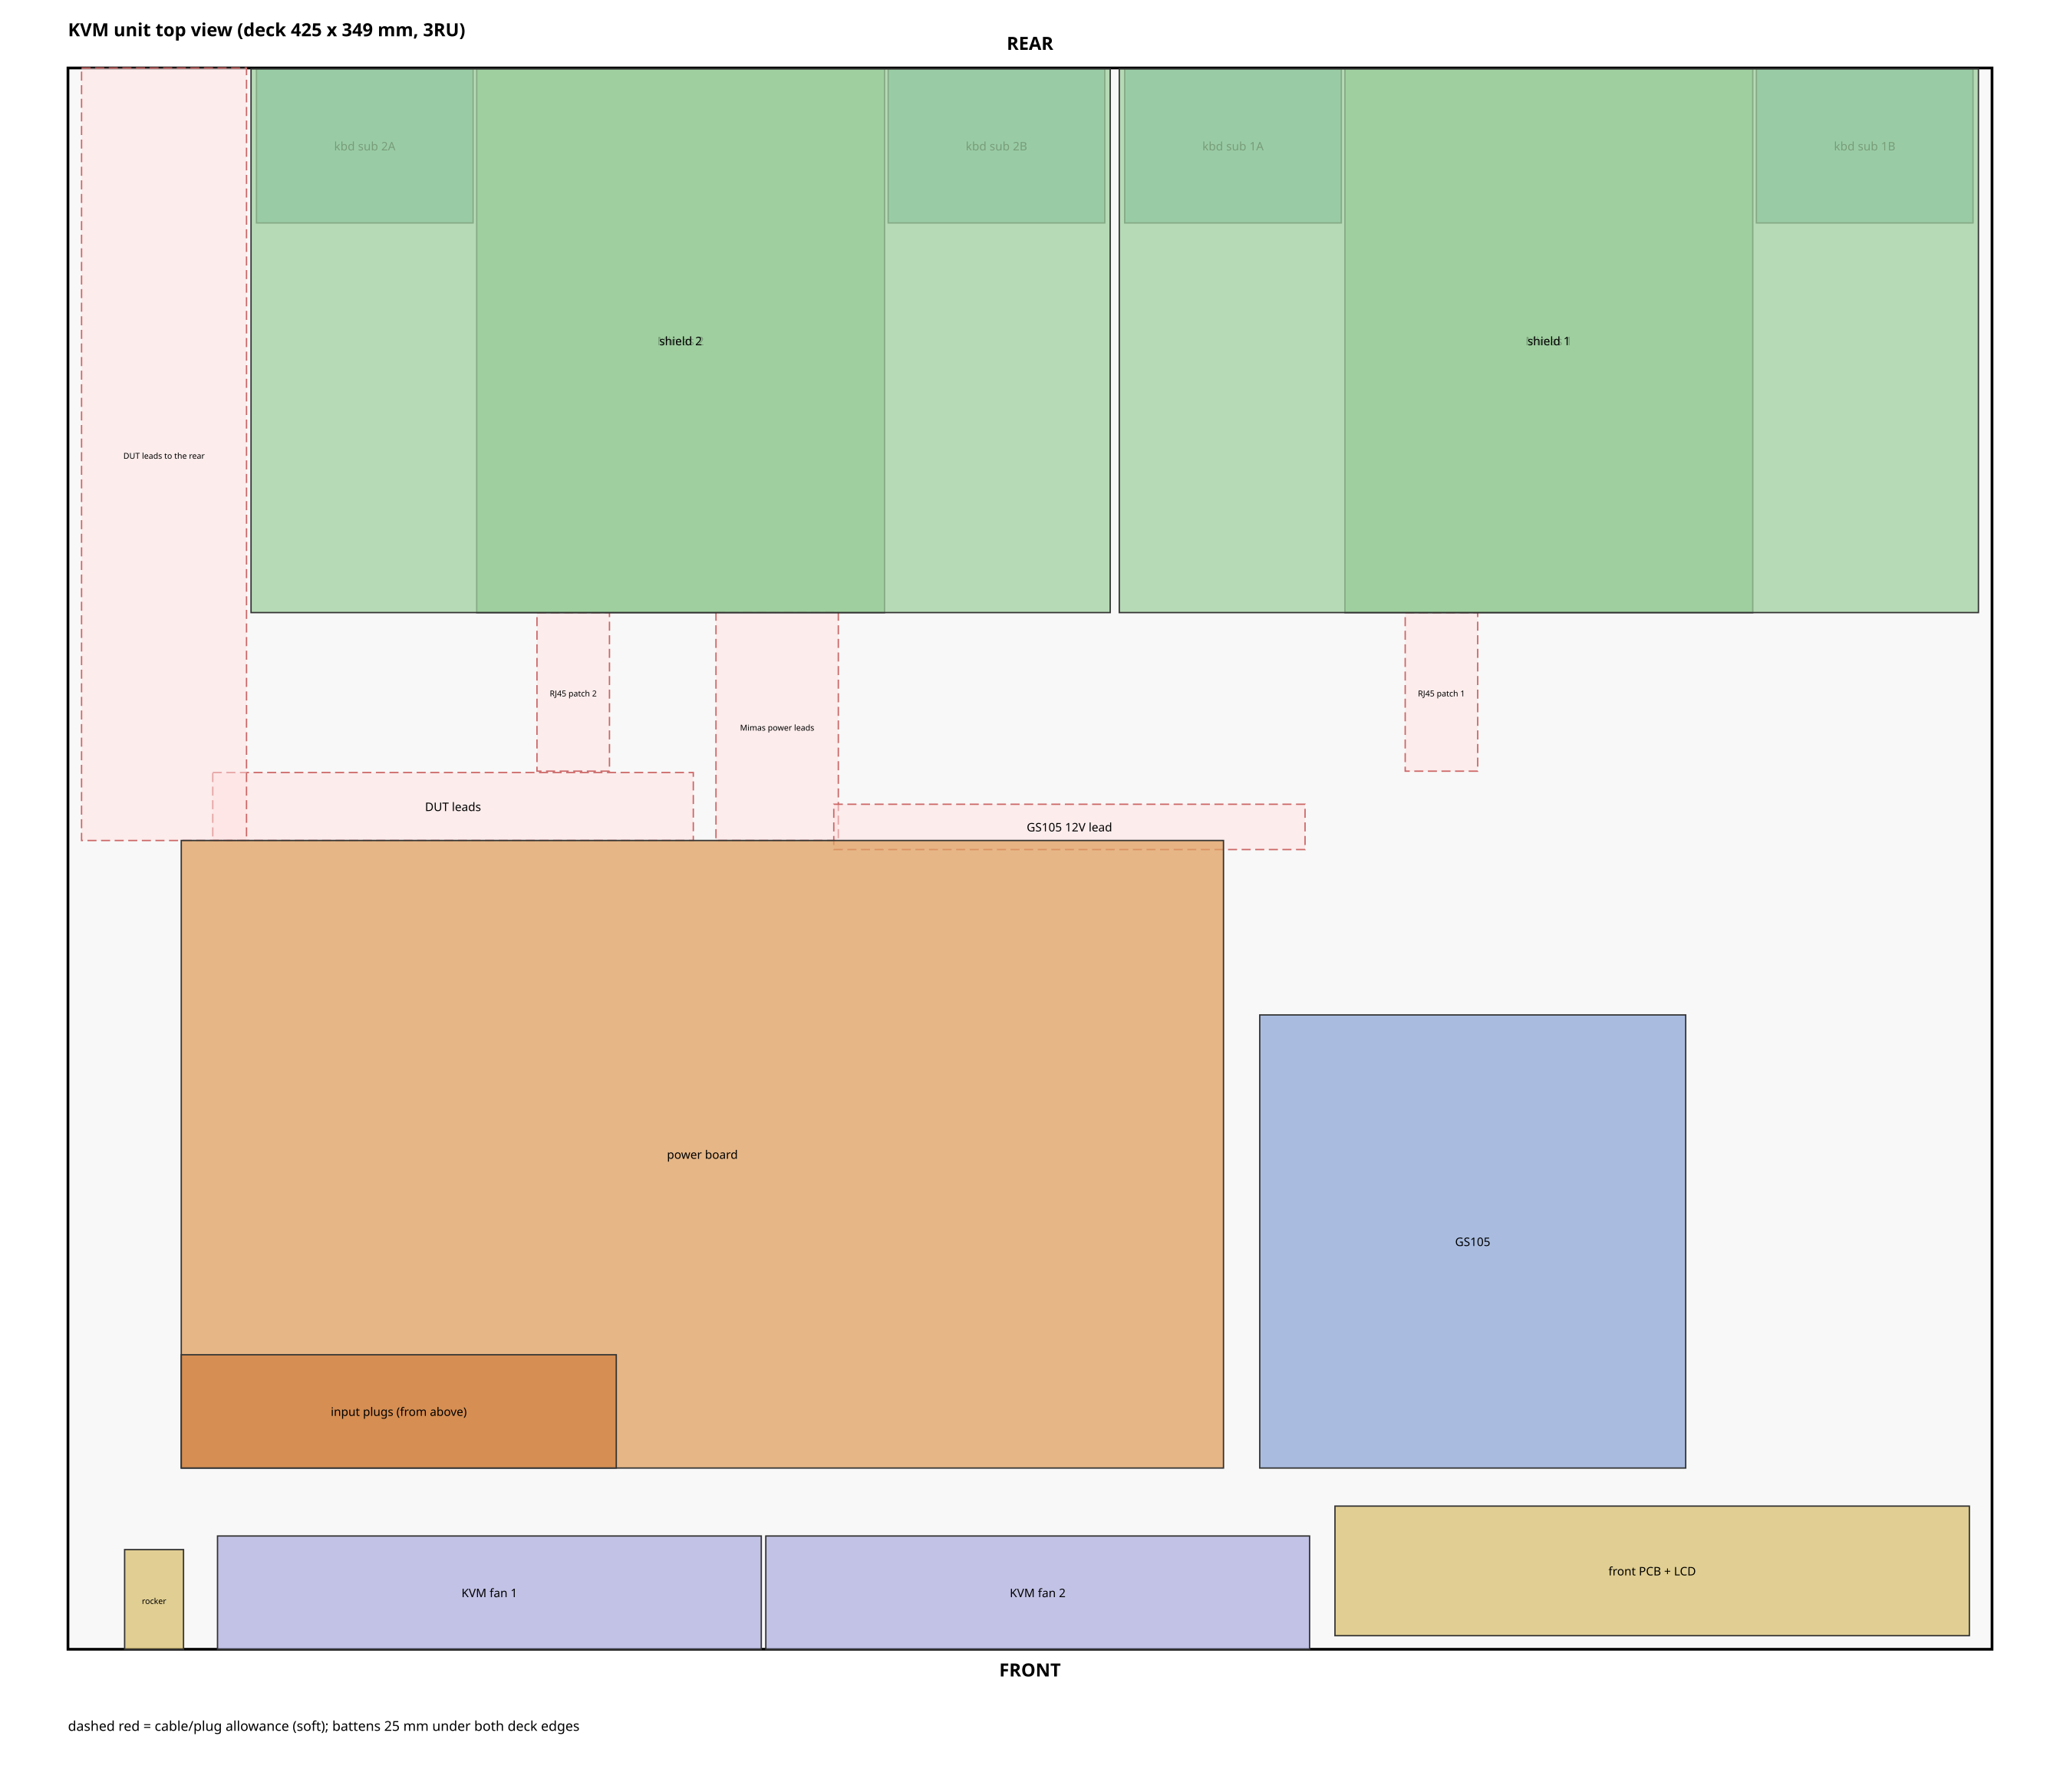 KVM unit top view (deck 425 x 349 mm, 3RU)
REAR
kbd sub 2A
kbd sub 2B
kbd sub 1A
kbd sub 1B
shield 2
shield 1
DUT leads to the rear
RJ45 patch 2
RJ45 patch 1
Mimas power leads
DUT leads
GS105 12V lead
power board
GS105
input plugs (from above)
front PCB + LCD
KVM fan 1
KVM fan 2
rocker
FRONT
dashed red = cable/plug allowance (soft); battens 25 mm under both deck edges